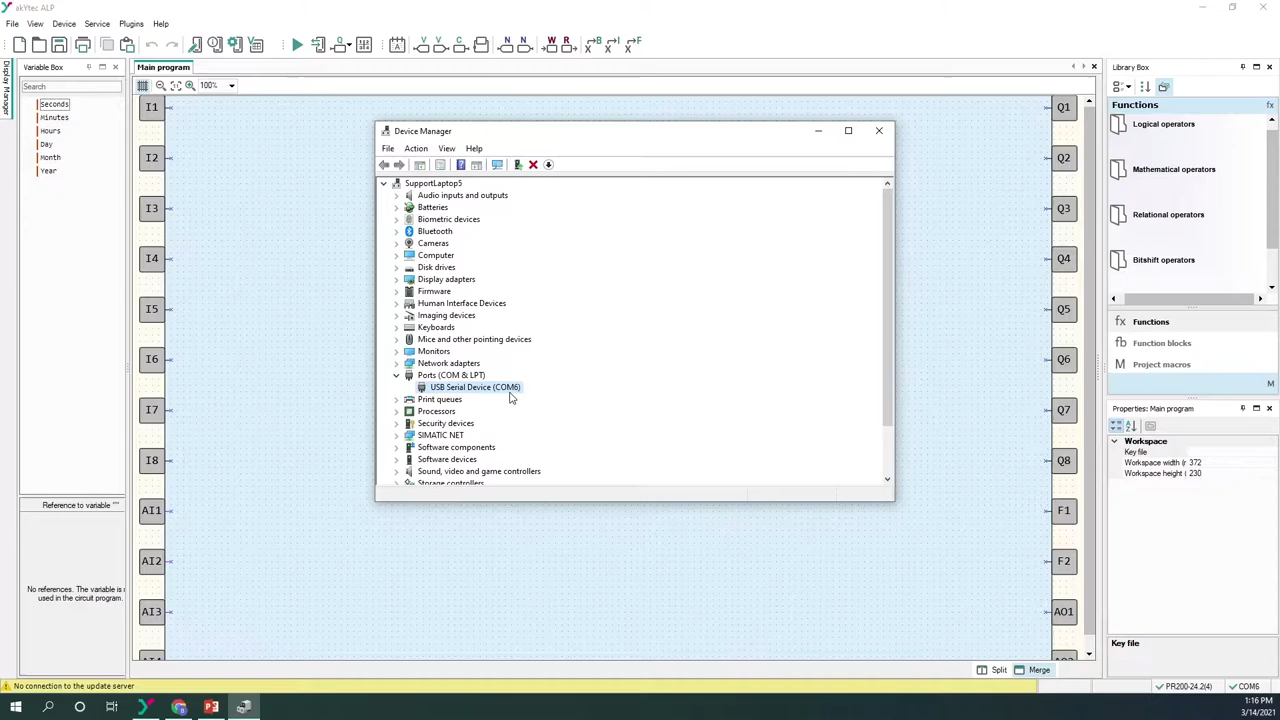 akYtec ALP
File View Device Service Plugins Help
Display Manager
Variable Box
Search
Seconds
Minutes
Hours
Day
Month
Year
Reference to variable ""
No references. The variable is
used in the circuit program.
Main program
100%
I1
I2
I3
I4
I5
I6
I7
I8
AI1
AI2
AI3
Device Manager
File Action View Help
SupportLaptop5
Audio inputs and outputs
Batteries
Biometric devices
Bluetooth
Cameras
Computer
Disk drives
Display adapters
Firmware
Human Interface Devices
Imaging devices
Keyboards
Mice and other pointing devices
Monitors
Network adapters
Ports (COM & LPT)
USB Serial Device (COM6)
Print queues
Processors
Security devices
SIMATIC NET
Software components
Software devices
Sound, video and game controllers
Storage controllers
Q1
Q2
Q3
Q4
Q5
Q6
Q7
Q8
F1
F2
AO1
Split Merge
Library Box
Functions fx
Logical operators
Mathematical operators
Relational operators
Bitshift operators
fx Functions
fb Function blocks
M Project macros
M
Properties: Main program
Workspace
Key file
Workspace width (r 372
Workspace height ( 230
Key file
No connection to the update server
PR200-24.2(4) COM6
1:16 PM
3/14/2021